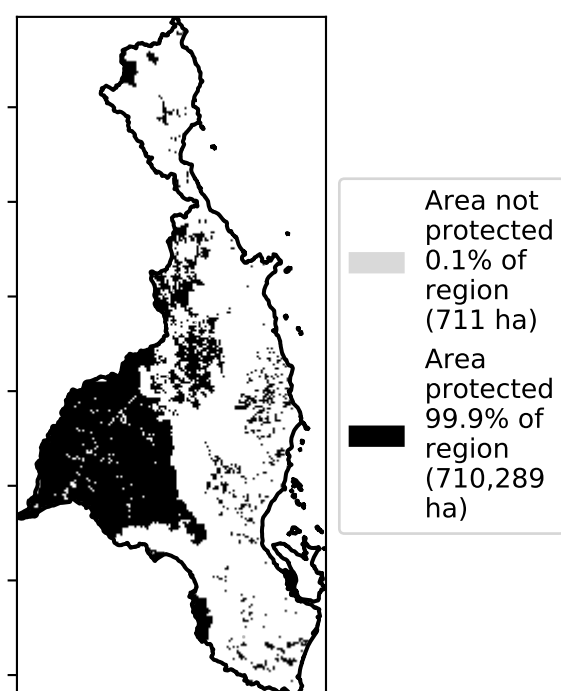 Area not
protected
0.1% of
region
(711 ha)
Area
protected
99.9% of
region
(710,289
ha)